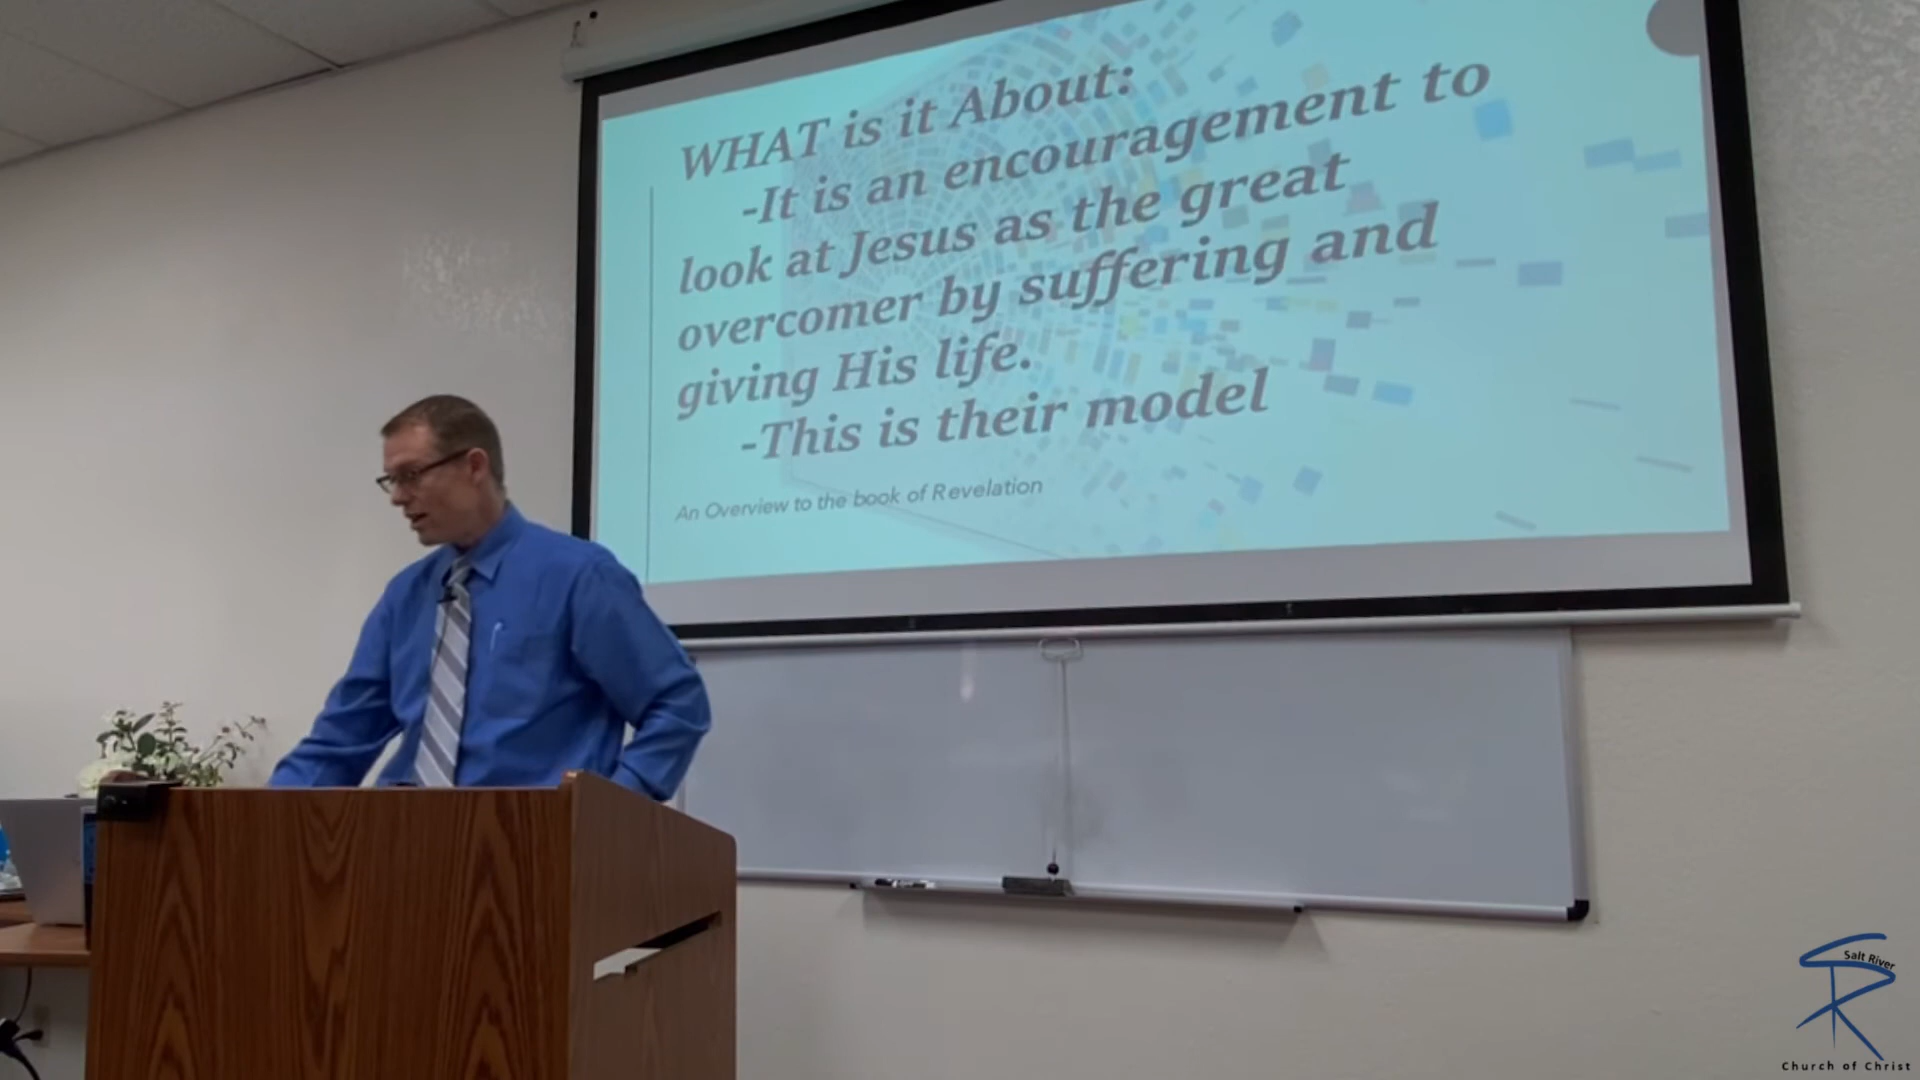 WHAT is it About:
-It is an encouragement to
look at Jesus as the great
overcomer by suffering and
giving His life.
-This is their model
An Overview to the book of Revelation
Salt River
Church of Christ